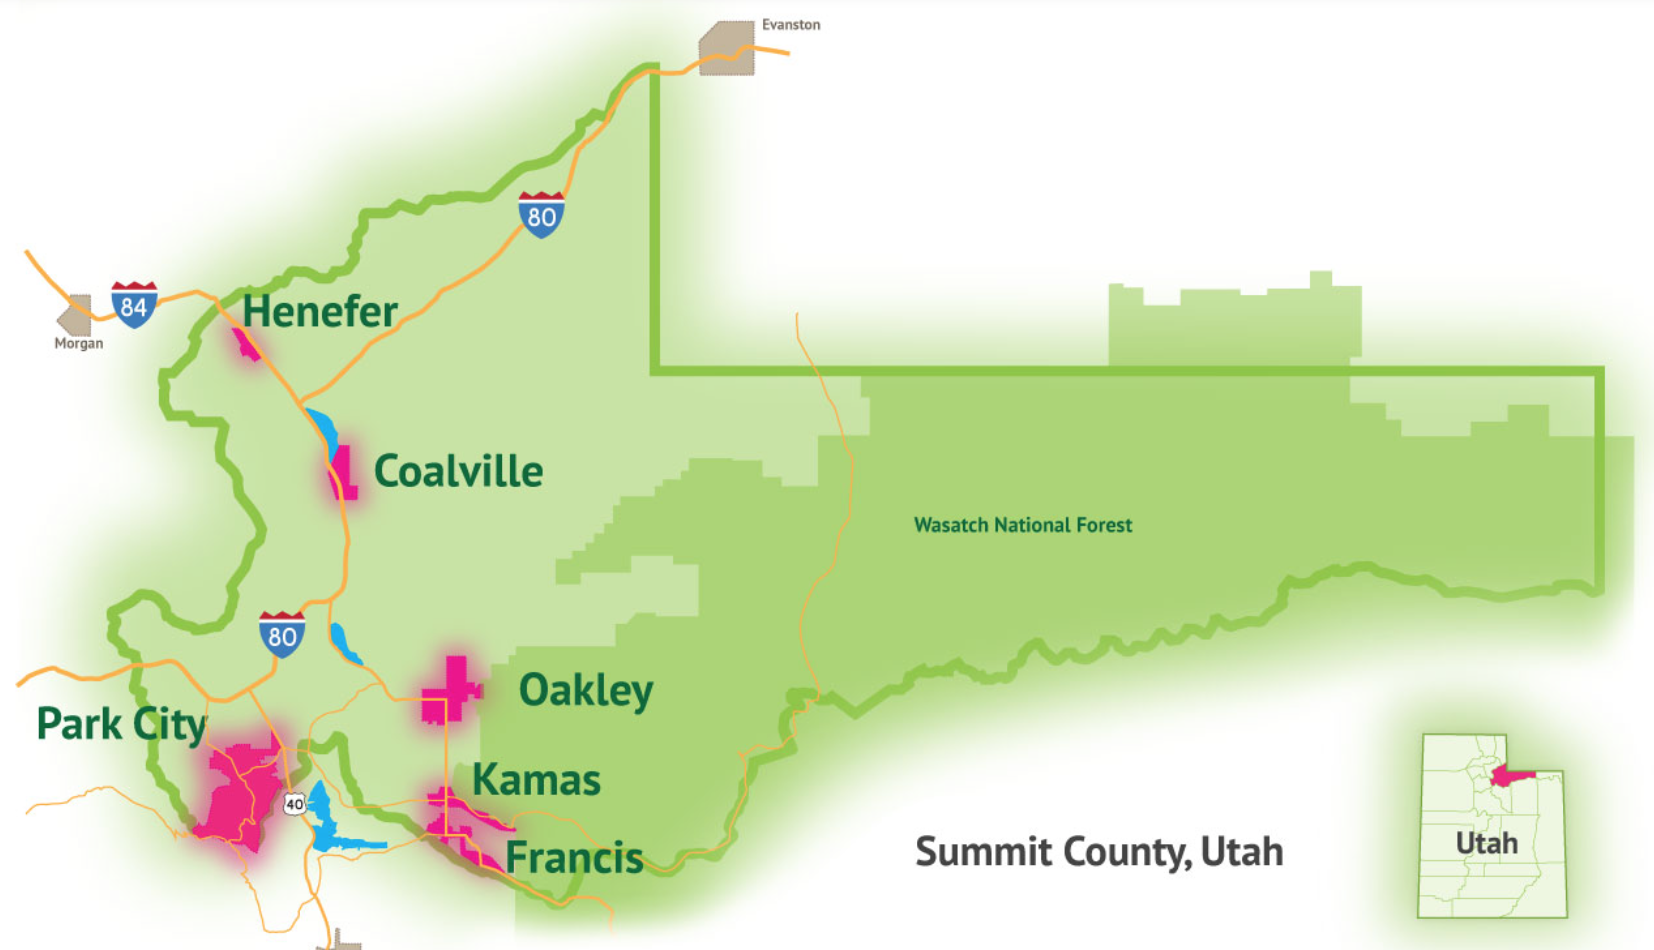 Evanston
80
84
Morgan
Henefer
Coalville
Wasatch National Forest
80
Oakley
Park City
Kamas
40
Francis
Summit County, Utah
Utah